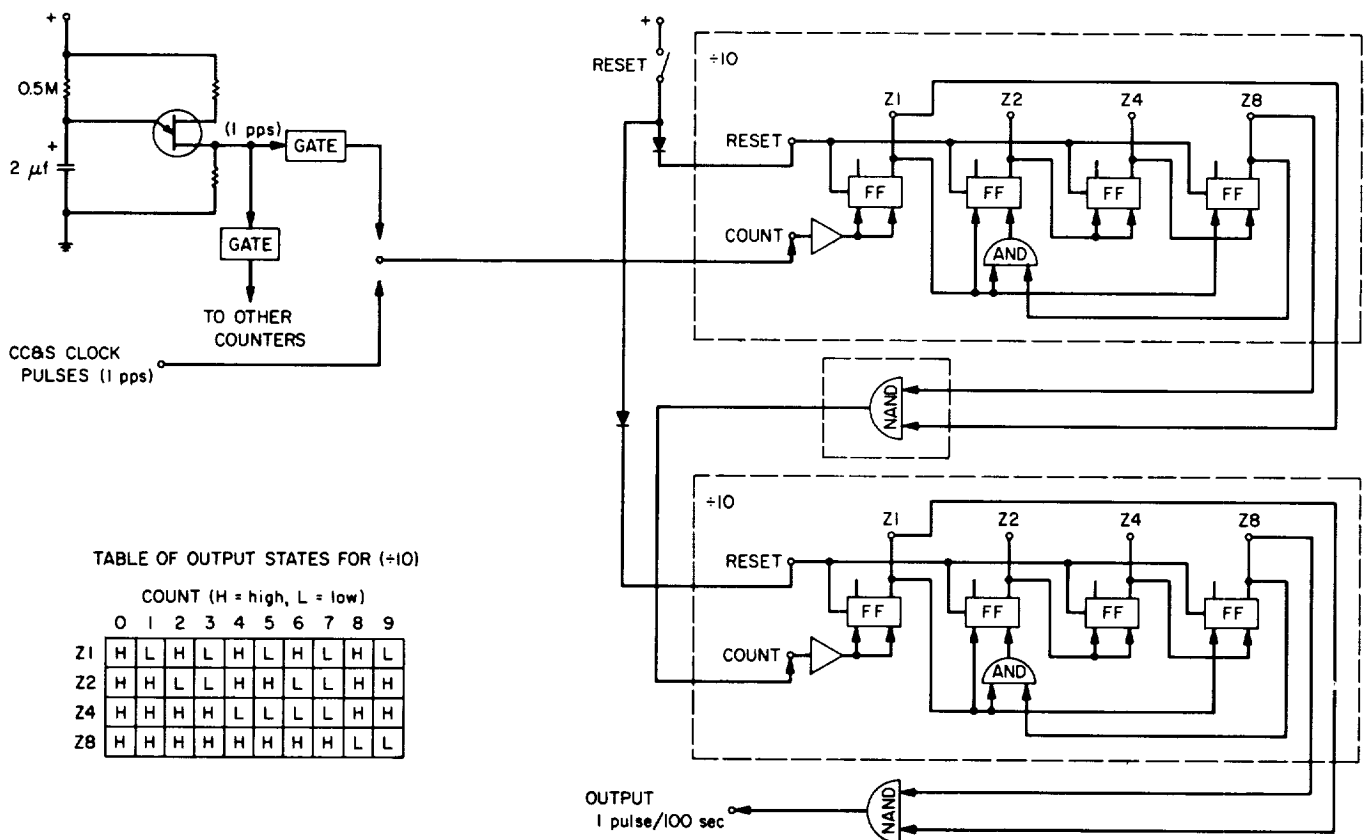 +
0.5M
+
2 μf
(1 pps)
GATE
GATE
TO OTHER
COUNTERS
CC&S CLOCK
PULSES (1 pps)
+
RESET
÷10
Z1 Z2 Z4 Z8
RESET
FF FF FF FF
COUNT
AND
NAND
÷10
Z1 Z2 Z4 Z8
RESET
FF FF FF FF
COUNT
AND
NAND
OUTPUT
1 pulse/100 sec
TABLE OF OUTPUT STATES FOR (÷10)
COUNT (H = high, L = low)
0 1 2 3 4 5 6 7 8 9
Z1 H L H L H L H L H L
Z2 H H L L H H L L H H
Z4 H H H H L L L L H H
Z8 H H H H H H H H L L